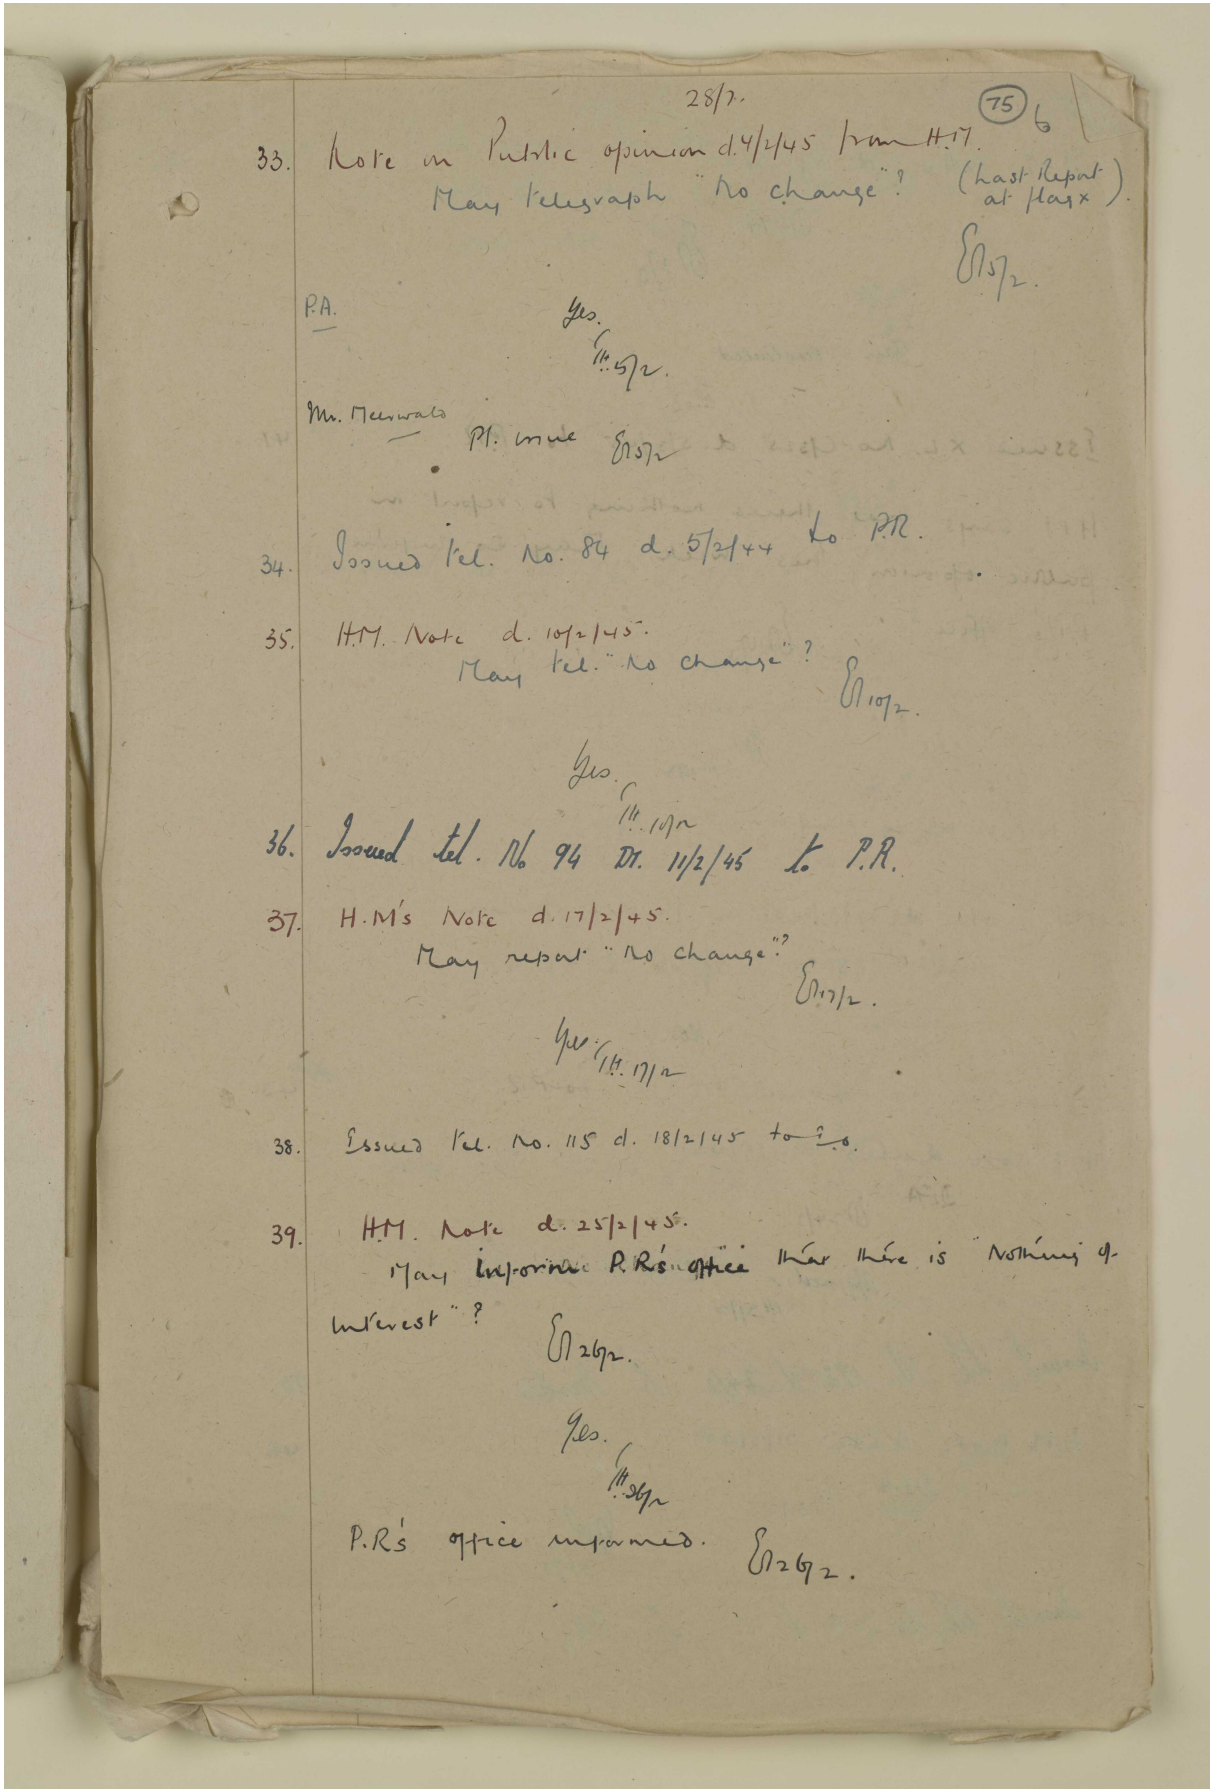 28/7.
75
6
33. Note on Public opinion d. 4/2/45 from H.M.
May telegraph "No change"? (Last Report
at flag x).
5/2.
P.A.
Yes.
5/2.
Mr. Meerwald
Pl. issue 5/2
34. Issued tel. No. 84 d. 5/2/44 to P.R.
35. H.M. Note d. 10/2/45.
May tel. "No change"?
10/2.
Yes.
10/2
36. Issued tel. No 94 Dt. 11/2/45 to P.R.
37. H.M's Note d. 17/2/45.
May report "No change"?
17/2.
Yes.
17/2
38. Issued tel. No. 115 d. 18/2/45 to
39. H.M. Note d. 25/2/45.
May inform P.R's office that there is "Nothing of
interest"?
26/2.
Yes.
26/2
P.R's office informed. 26/2.